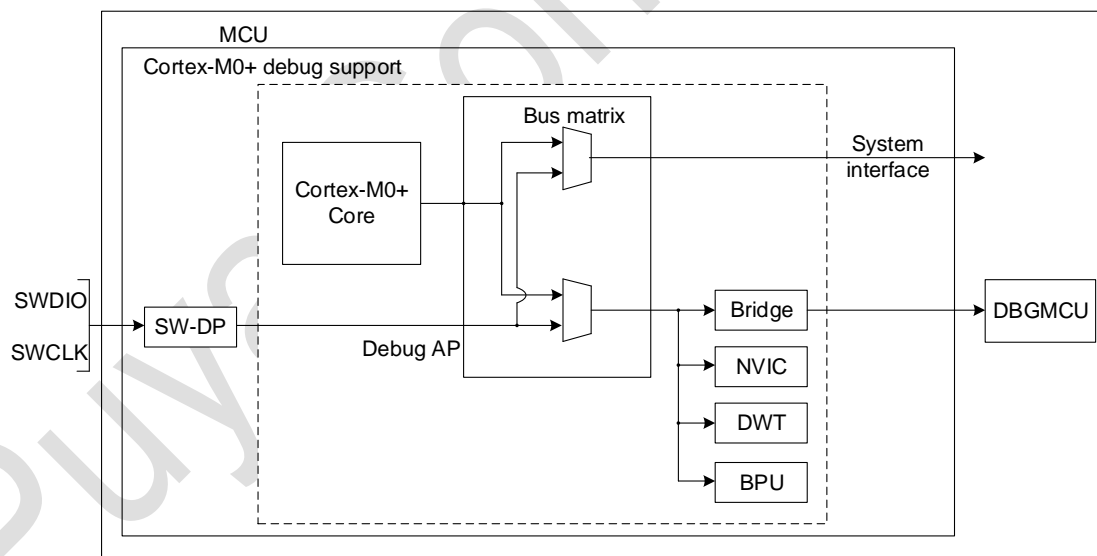 MCU
Cortex-M0+ debug support
Bus matrix
System
interface
Cortex-M0+
Core
SWDIO
SWCLK
SW-DP
Debug AP
Bridge
DBGMCU
NVIC
DWT
BPU